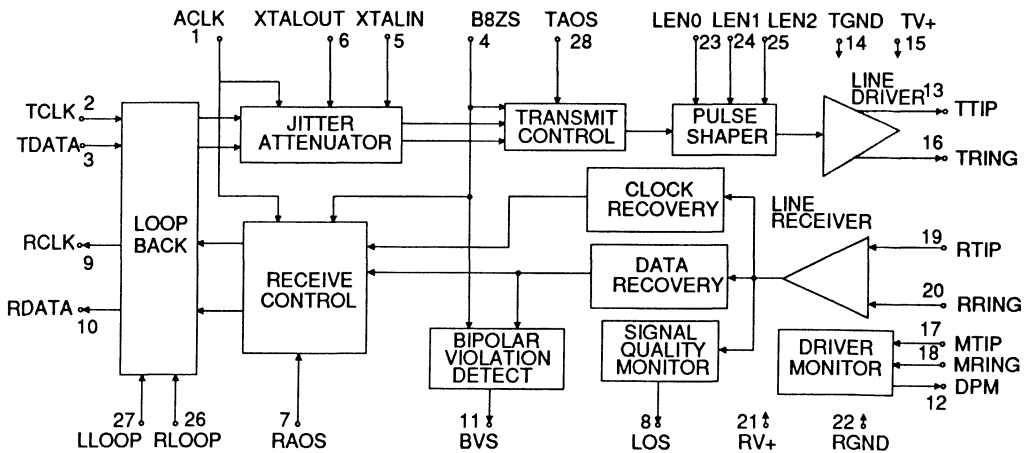 ACLK XTALOUT XTALIN B8ZS TAOS LEN0 LEN1 LEN2 TGND TV+
1 6 5 4 28 23 24 25 14 15
TCLK 2
TDATA 3
LOOP
BACK
JITTER
ATTENUATOR
TRANSMIT
CONTROL
PULSE
SHAPER
LINE
DRIVER
13 TTIP
16 TRING
CLOCK
RECOVERY
LINE
RECEIVER
RCLK 9
RDATA 10
RECEIVE
CONTROL
DATA
RECOVERY
19 RTIP
20 RRING
BIPOLAR
VIOLATION
DETECT
SIGNAL
QUALITY
MONITOR
DRIVER
MONITOR
17 MTIP
18 MRING
DPM 12
27 26 7 11 8 21 22
LLOOP RLOOP RAOS BVS LOS RV+ RGND